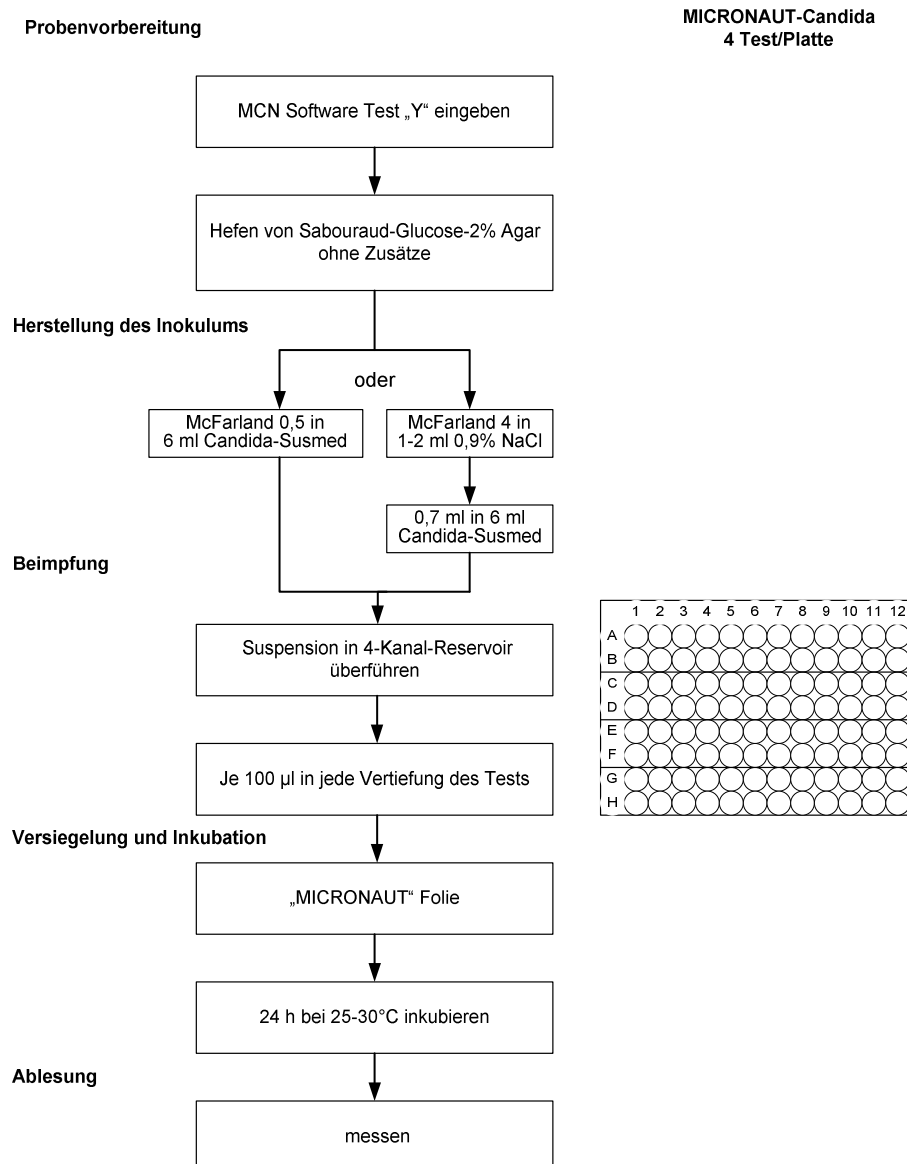 Probenvorbereitung
MICRONAUT-Candida
4 Test/Platte
MCN Software Test „Y“ eingeben
Hefen von Sabouraud-Glucose-2% Agar
ohne Zusätze
Herstellung des Inokulums
oder
McFarland 0,5 in
6 ml Candida-Susmed
McFarland 4 in
1-2 ml 0,9% NaCl
0,7 ml in 6 ml
Candida-Susmed
Beimpfung
Suspension in 4-Kanal-Reservoir
überführen
1 2 3 4 5 6 7 8 9 10 11 12
A
B
C
D
E
F
G
H
Je 100 µl in jede Vertiefung des Tests
Versiegelung und Inkubation
„MICRONAUT“ Folie
24 h bei 25-30°C inkubieren
Ablesung
messen